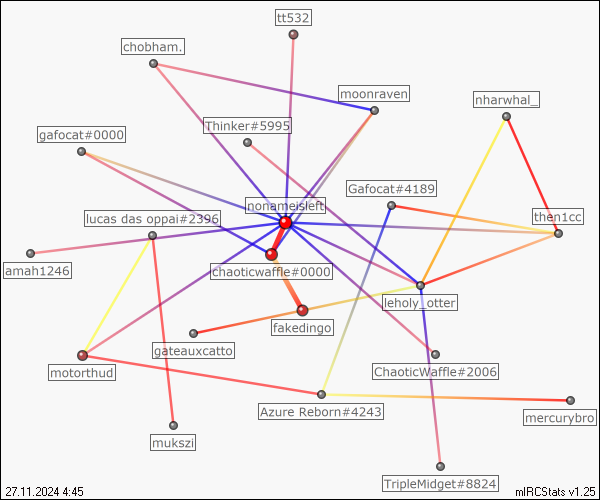 tt532
chobham.
moonraven
nharwhal_
Thinker#5995
gafocat#0000
Gafocat#4189
nonameisleft
lucas das oppai#2396
then1cc
amah1246
chaoticwaffle#0000
leholy_otter
fakedingo
gateauxcatto
motorthud
ChaoticWaffle#2006
Azure Reborn#4243
mercurybro
mukszi
TripleMidget#8824
27.11.2024 4:45
mIRCStats v1.25